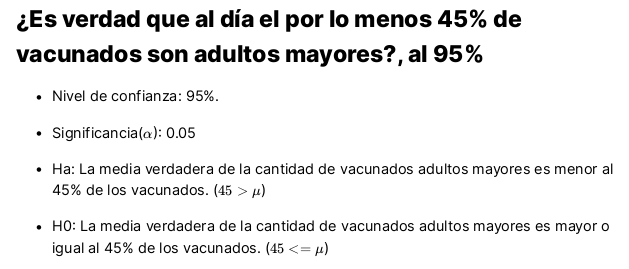 ¿Es verdad que al día el por lo menos 45% de
vacunados son adultos mayores?, al 95%
• Nivel de confianza: 95%.
• Significancia(α): 0.05
• Ha: La media verdadera de la cantidad de vacunados adultos mayores es menor al
45% de los vacunados. (45 > μ)
• H0: La media verdadera de la cantidad de vacunados adultos mayores es mayor o
igual al 45% de los vacunados. (45 <= μ)